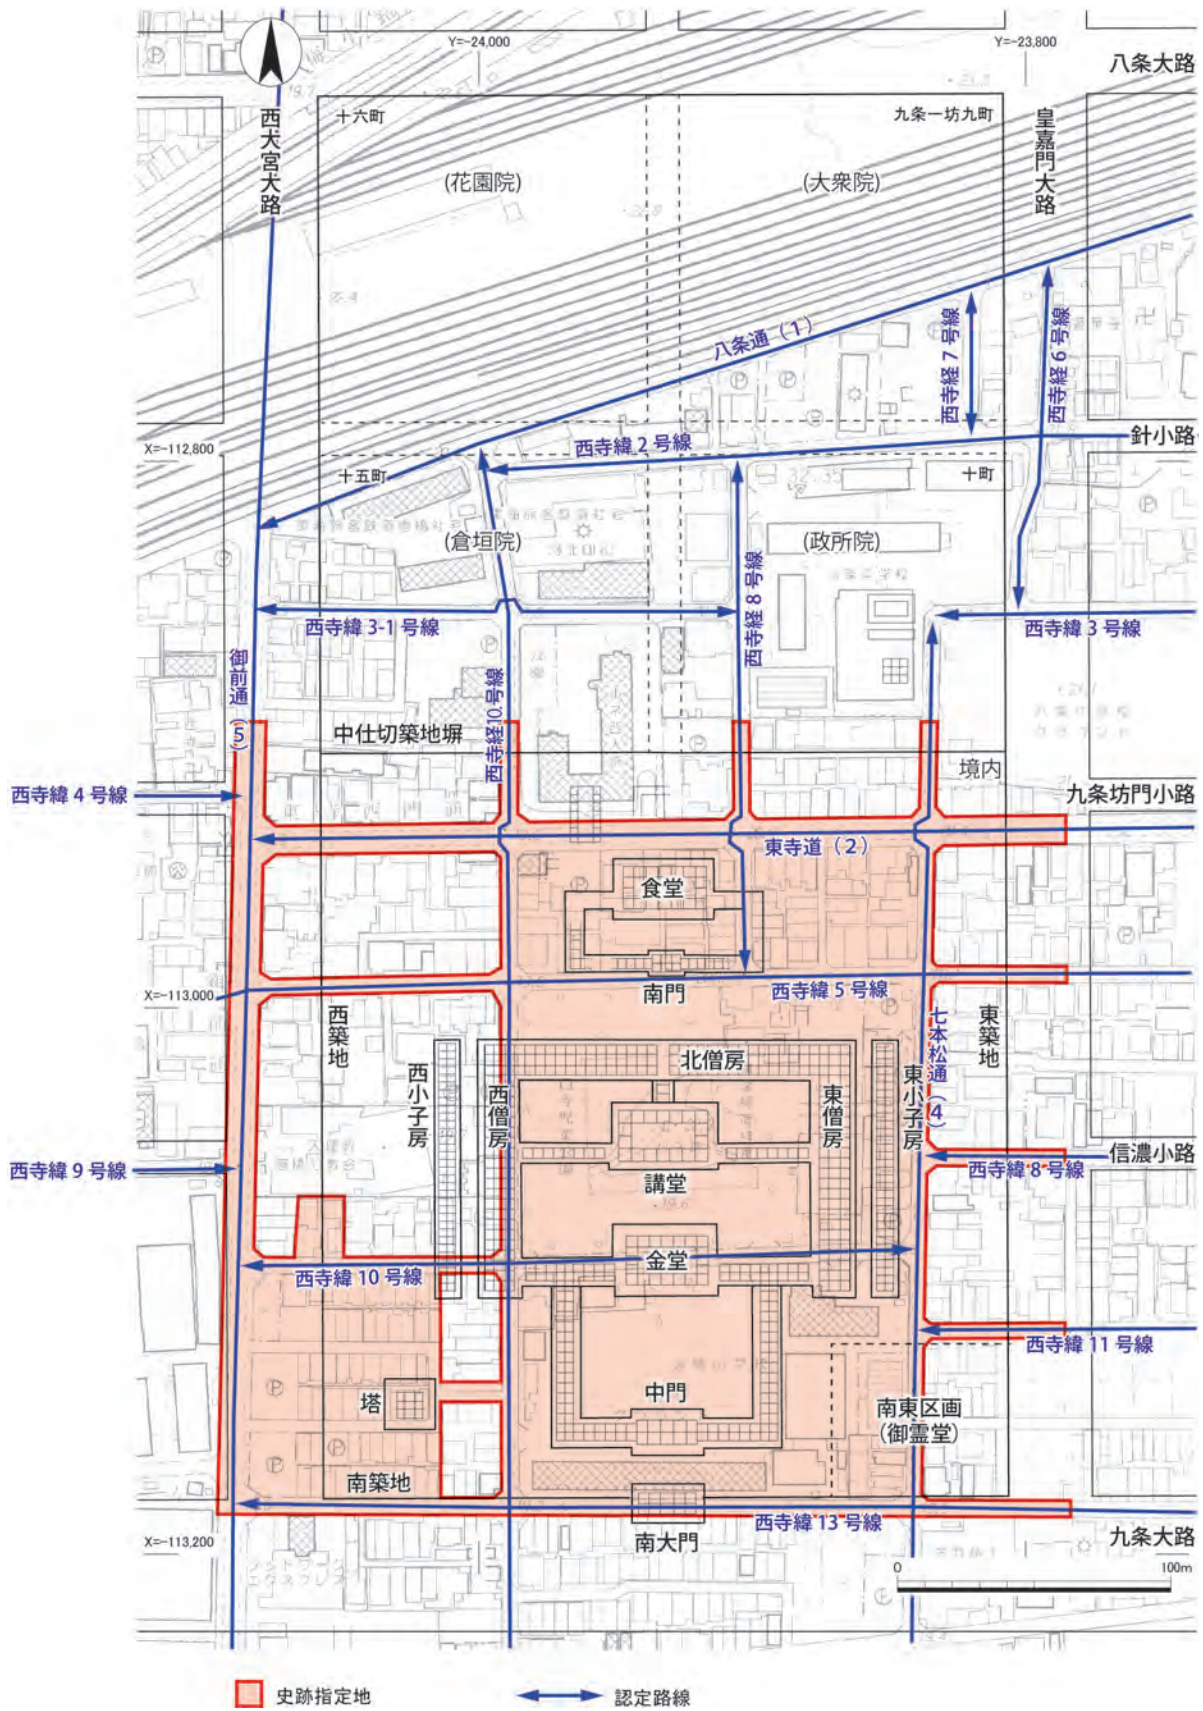 Y=-24,000
Y=-23,800
八条大路
西大宮大路
十六町
九条一坊九町
皇嘉門大路
(花園院)
(大衆院)
八条通（1）
西寺経7号線
西寺経6号線
X=-112,800
西寺緯2号線
針小路
十五町
十町
(倉垣院)
(政所院)
西寺経8号線
西寺緯3-1号線
西寺緯3号線
御前通（5）
西寺経10号線
中仕切築地塀
境内
西寺緯4号線
九条坊門小路
東寺道（2）
食堂
X=-113,000
南門
西寺緯5号線
西築地
七本松通（4）
東築地
北僧房
西小子房
西僧房
東僧房
東小子房
西寺緯9号線
信濃小路
西寺緯8号線
講堂
金堂
西寺緯10号線
西寺緯11号線
塔
中門
南東区画
(御霊堂)
南築地
西寺緯13号線
X=-113,200
南大門
九条大路
0
100m
史跡指定地
認定路線